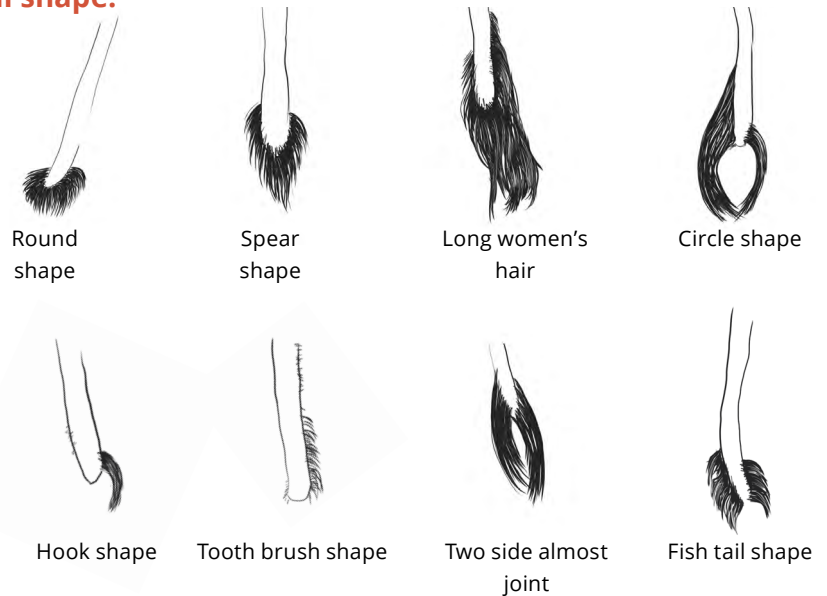 shape:
Round
shape
Spear
shape
Long women's
hair
Circle shape
Hook shape
Tooth brush shape
Two side almost
joint
Fish tail shape